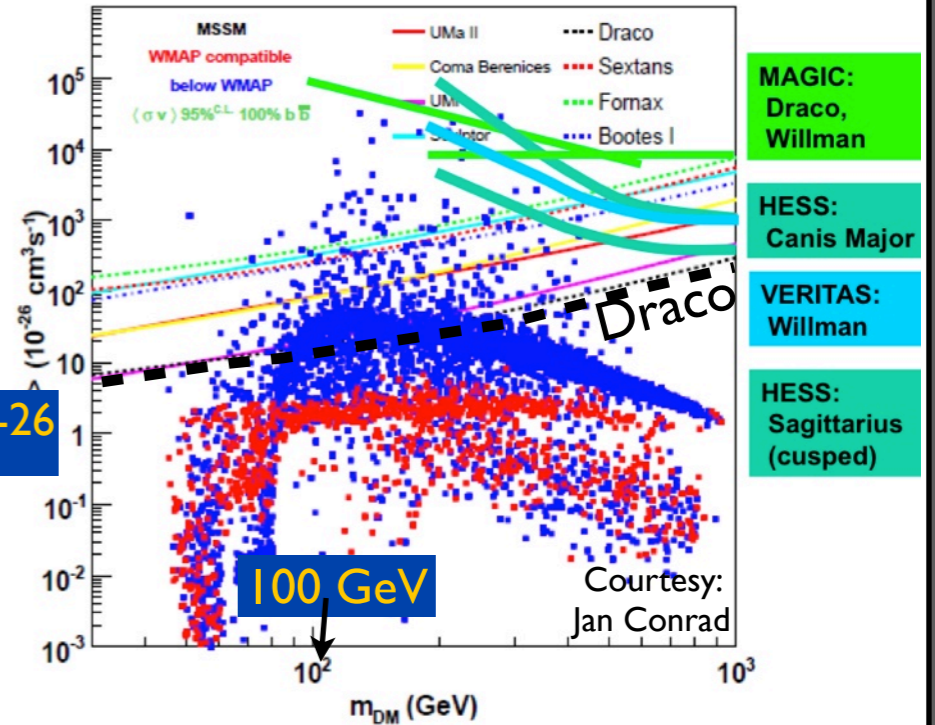 MSSM
WMAP compatible
below WMAP
⟨σ v⟩ 95%C.L. 100% b b̅
UMa II
Coma Berenices
UMi
Sculptor
Draco
Sextans
Fornax
Bootes I
10⁵
10⁴
10³
10²
10
1
10⁻¹
10⁻²
10⁻³
> (10⁻²⁶ cm³s⁻¹)
-26
Draco
100 GeV
Courtesy:
Jan Conrad
10²
10³
m_DM (GeV)
MAGIC:
Draco,
Willman
HESS:
Canis Major
VERITAS:
Willman
HESS:
Sagittarius
(cusped)